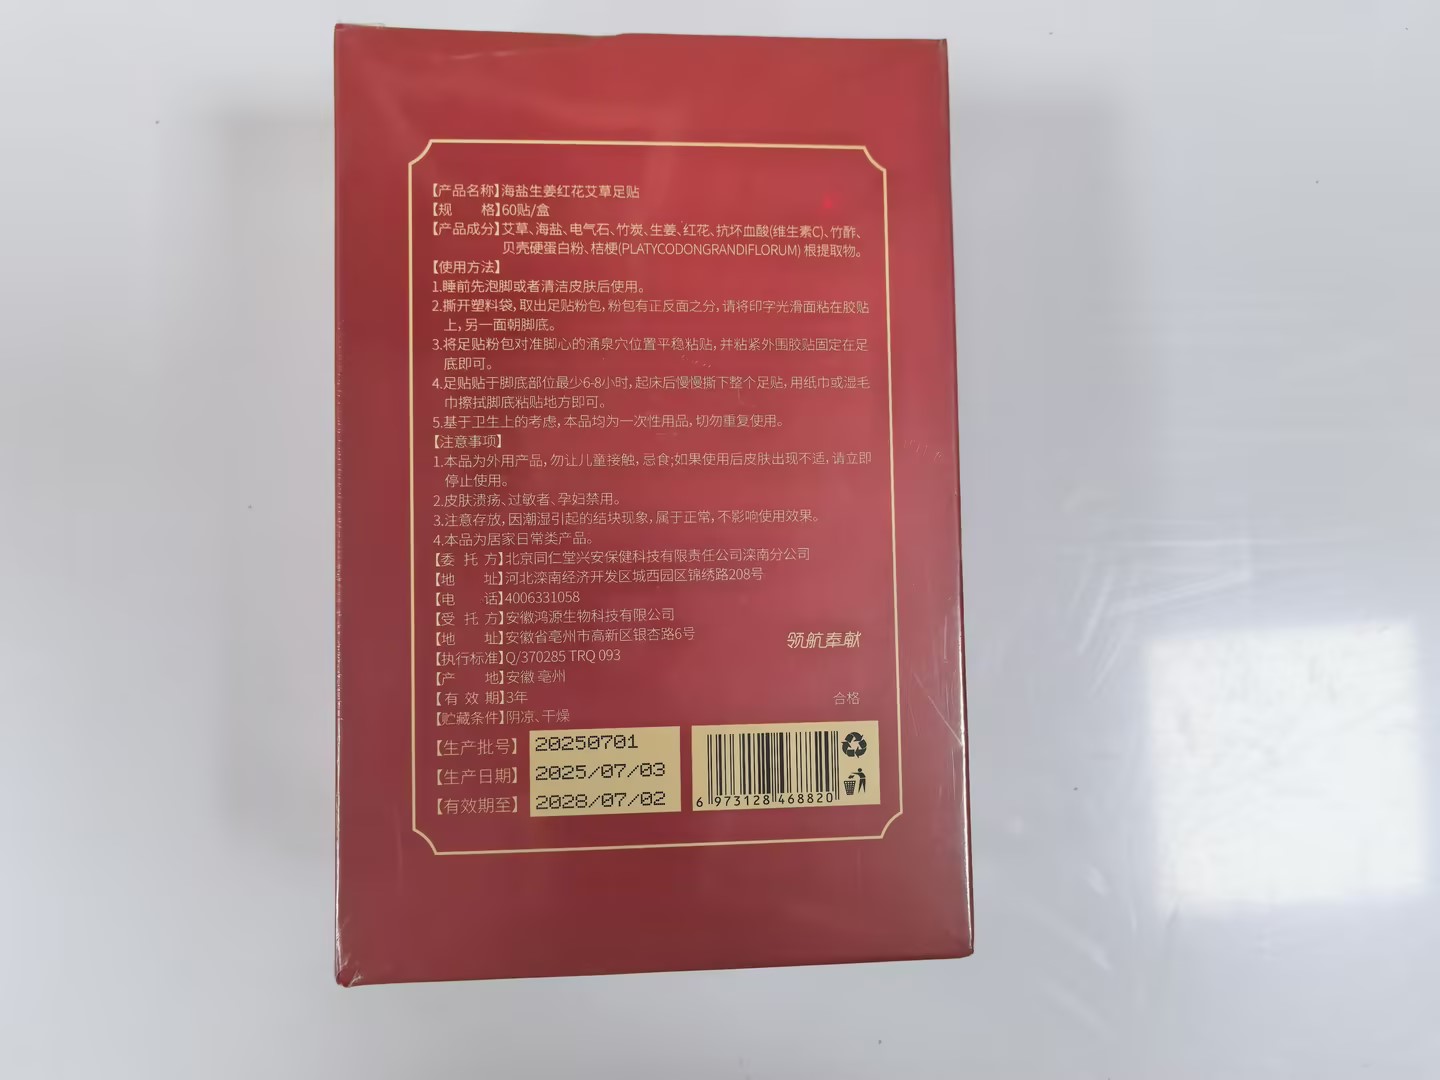 【产品名称】海盐生姜红花艾草足贴
【规 格】60贴/盒
【产品成分】艾草、海盐、电气石、竹炭、生姜、红花、抗坏血酸(维生素C)、竹酢、
贝壳硬蛋白粉、桔梗(PLATYCODONGRANDIFLORUM) 根提取物。
【使用方法】
1.睡前先泡脚或者清洁皮肤后使用。
2.撕开塑料袋,取出足贴粉包,粉包有正反面之分,请将印字光滑面粘在胶贴
上,另一面朝脚底。
3.将足贴粉包对准脚心的涌泉穴位置平稳粘贴,并粘紧外围胶贴固定在足
底即可。
4.足贴贴于脚底部位最少6-8小时,起床后慢慢撕下整个足贴,用纸巾或湿毛
巾擦拭脚底粘贴地方即可。
5.基于卫生上的考虑,本品均为一次性用品,切勿重复使用。
【注意事项】
1.本品为外用产品,勿让儿童接触,忌食;如果使用后皮肤出现不适,请立即
停止使用。
2.皮肤溃疡、过敏者、孕妇禁用。
3.注意存放,因潮湿引起的结块现象,属于正常,不影响使用效果。
4.本品为居家日常类产品。
【委 托 方】北京同仁堂兴安保健科技有限责任公司滦南分公司
【地 址】河北滦南经济开发区城西园区锦绣路208号
【电 话】4006331058
【受 托 方】安徽鸿源生物科技有限公司
【地 址】安徽省亳州市高新区银杏路6号
领航奉献
【执行标准】Q/370285 TRQ 093
【产 地】安徽 亳州
【有 效 期】3年
合格
【贮藏条件】阴凉、干燥
【生产批号】20250701
【生产日期】2025/07/03
【有效期至】2028/07/02
6 973128 468820